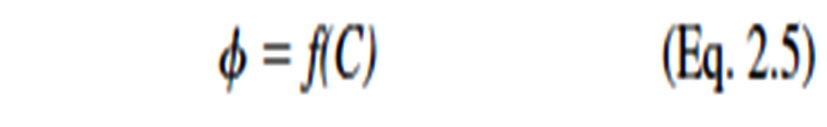 ϕ = f(C) (Eq. 2.5)